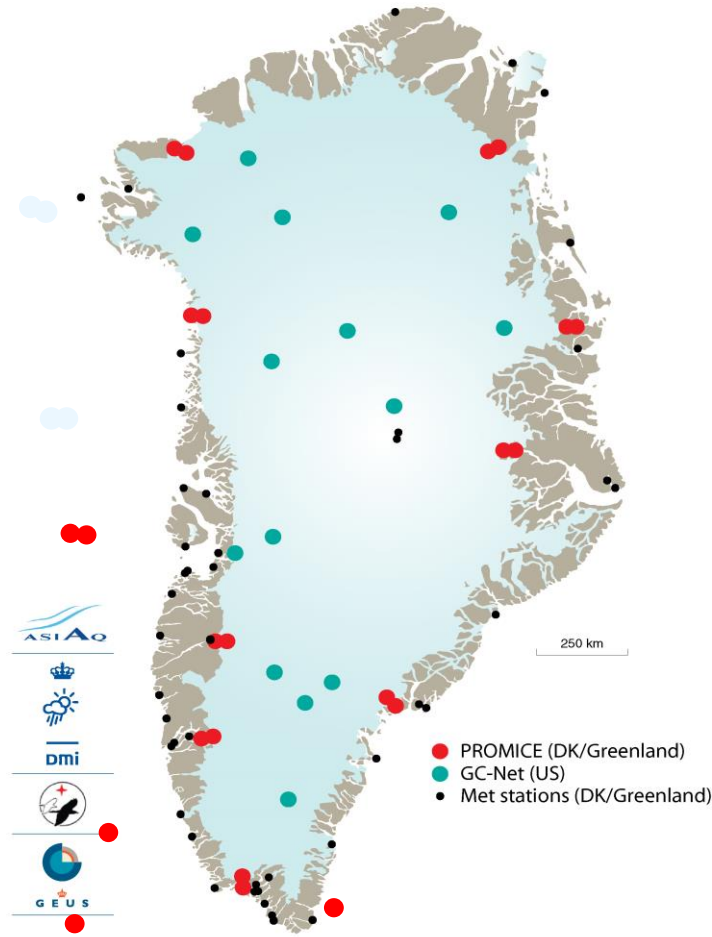 ASIAQ
DMI
GEUS
250 km
PROMICE (DK/Greenland)
GC-Net (US)
Met stations (DK/Greenland)